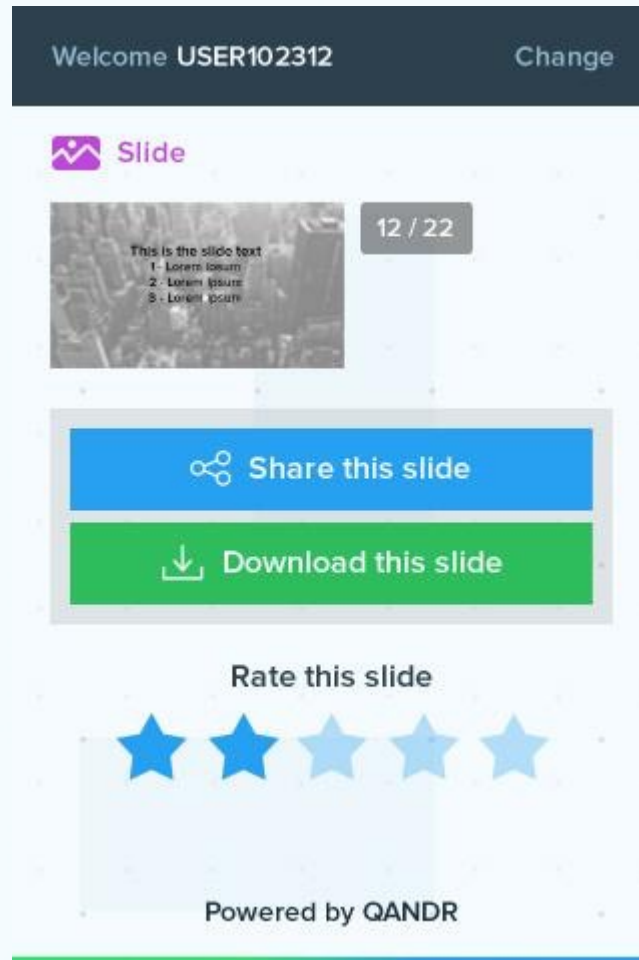 Welcome USER102312 Change
Slide
12 / 22
This is the slide text
1 - Lorem Ipsum
2 - Lorem Ipsum
3 - Lorem Ipsum
Share this slide
Download this slide
Rate this slide
Powered by QANDR